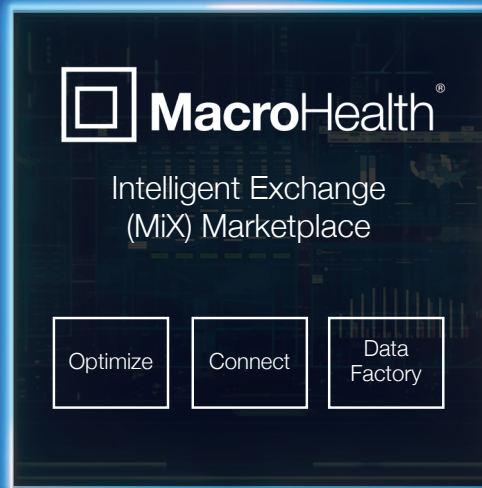 MacroHealth®
Intelligent Exchange
(MiX) Marketplace
Optimize
Connect
Data
Factory